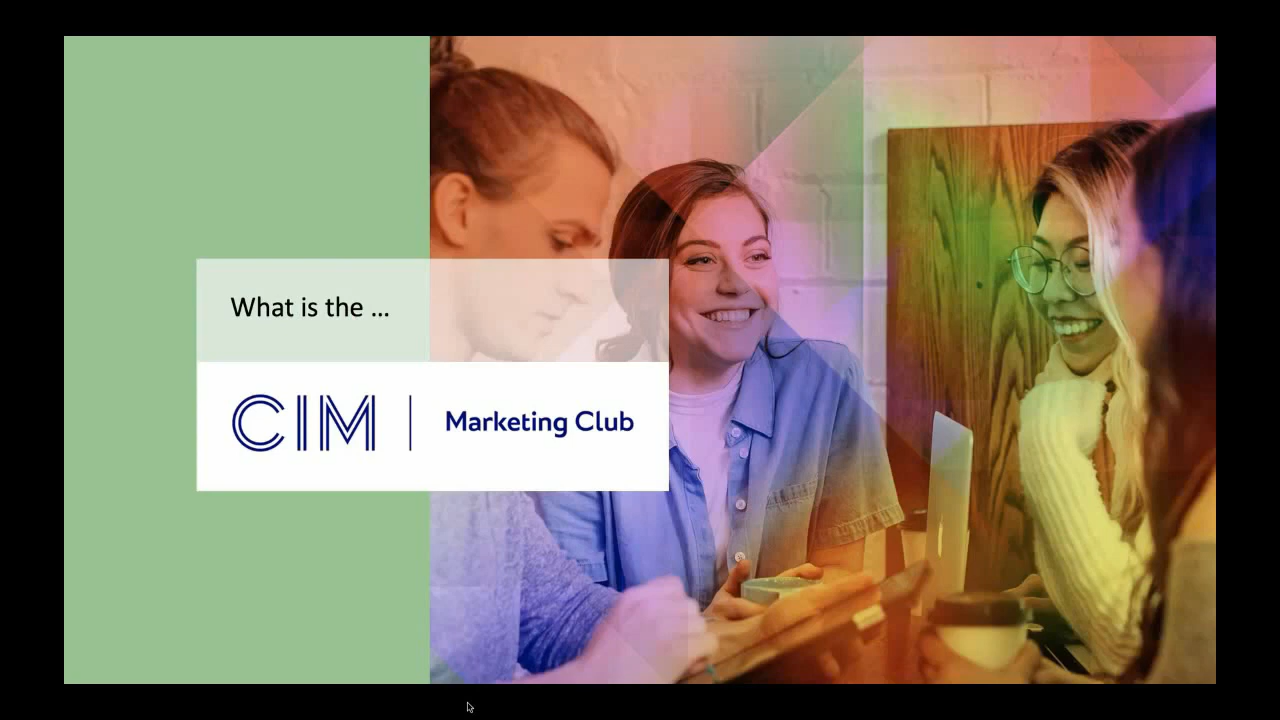 What is the ...
CIM | Marketing Club